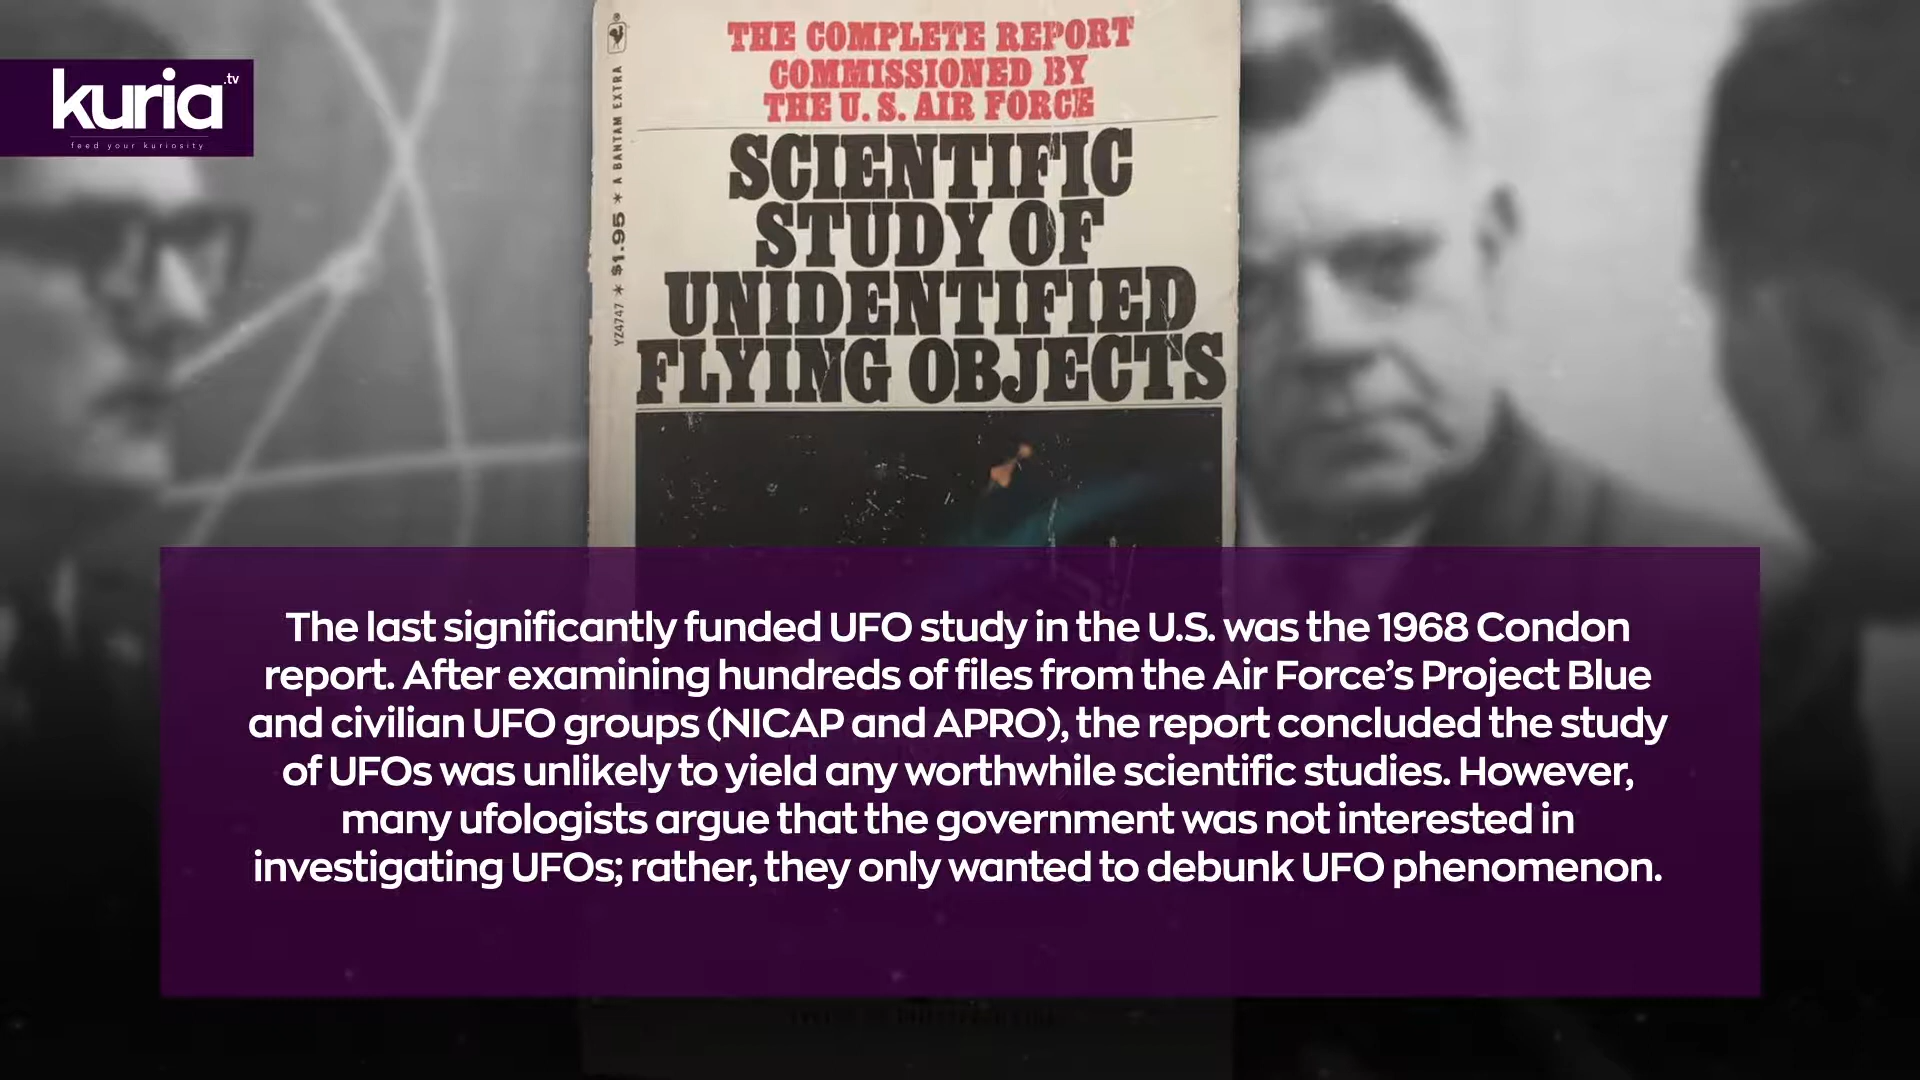 kuria.tv
feed your kuriosity
THE COMPLETE REPORT
COMMISSIONED BY
THE U.S. AIR FORCE
YZ4747 * $1.95 * A BANTAM EXTRA
SCIENTIFIC
STUDY OF
UNIDENTIFIED
FLYING OBJECTS
The last significantly funded UFO study in the U.S. was the 1968 Condon
report. After examining hundreds of files from the Air Force’s Project Blue
and civilian UFO groups (NICAP and APRO), the report concluded the study
of UFOs was unlikely to yield any worthwhile scientific studies. However,
many ufologists argue that the government was not interested in
investigating UFOs; rather, they only wanted to debunk UFO phenomenon.